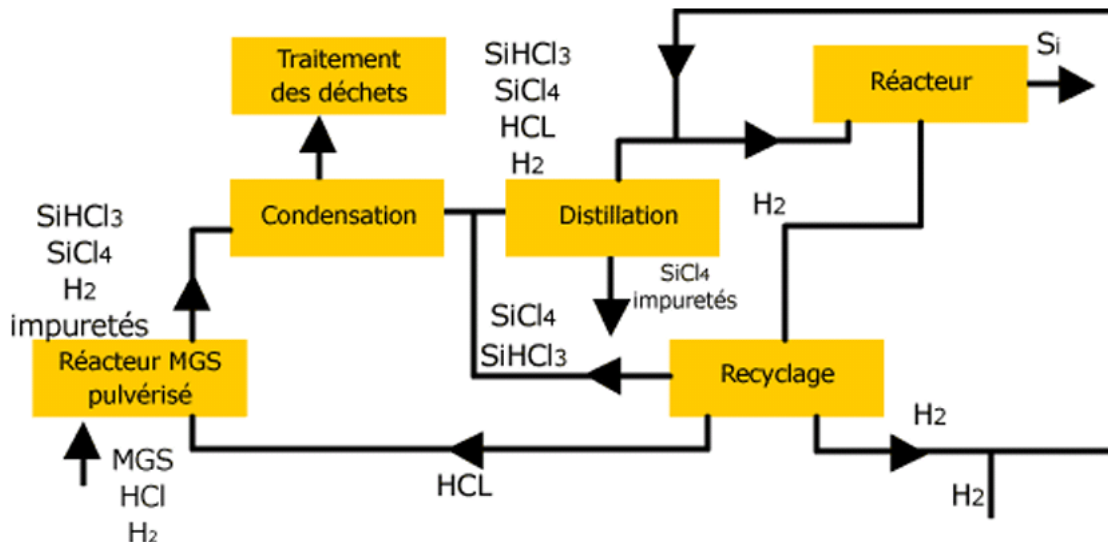 Traitement
des déchets
SiHCl3
SiCl4
HCL
H2
Réacteur
Si
Condensation
Distillation
SiHCl3
SiCl4
H2
impuretés
H2
SiCl4
impuretés
SiCl4
SiHCl3
Réacteur MGS
pulvérisé
Recyclage
MGS
HCl
H2
HCL
H2
H2